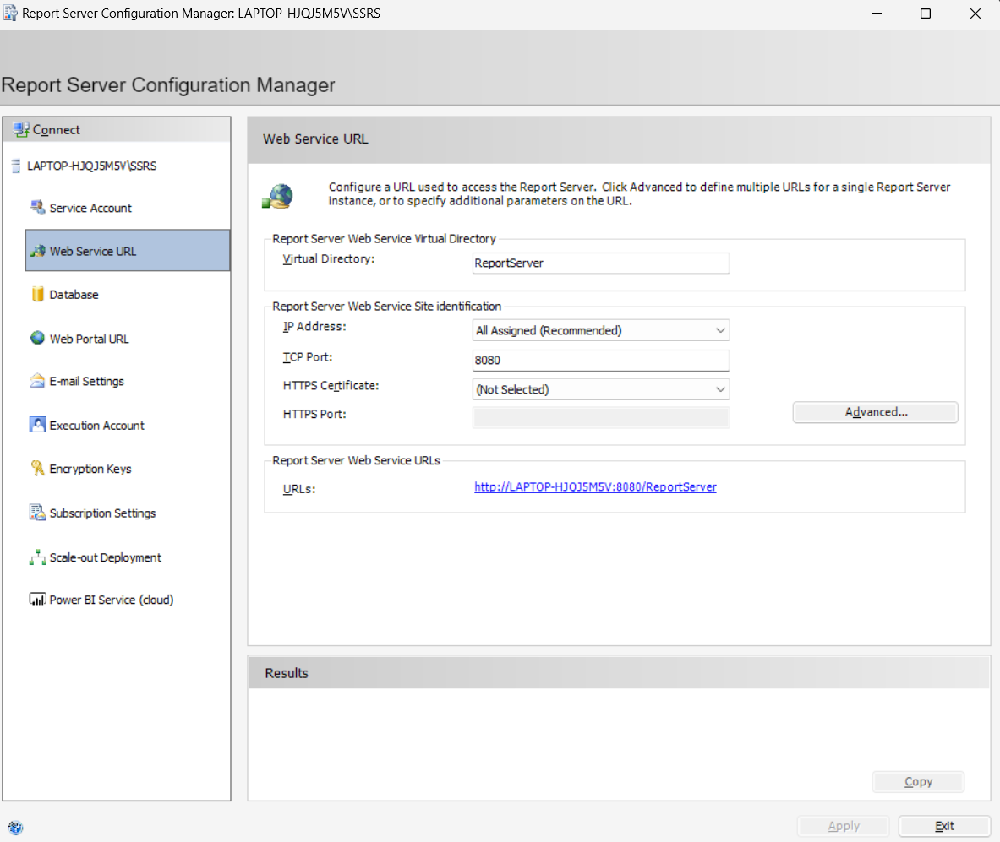 Report Server Configuration Manager: LAPTOP-HJQJ5M5V\SSRS
Report Server Configuration Manager
Connect
LAPTOP-HJQJ5M5V\SSRS
Service Account
Web Service URL
Database
Web Portal URL
E-mail Settings
Execution Account
Encryption Keys
Subscription Settings
Scale-out Deployment
Power BI Service (cloud)
Web Service URL
Configure a URL used to access the Report Server. Click Advanced to define multiple URLs for a single Report Server
instance, or to specify additional parameters on the URL.
Report Server Web Service Virtual Directory
Virtual Directory: ReportServer
Report Server Web Service Site identification
IP Address: All Assigned (Recommended)
TCP Port: 8080
HTTPS Certificate: (Not Selected)
HTTPS Port:
Advanced...
Report Server Web Service URLs
URLs: http://LAPTOP-HJQJ5M5V:8080/ReportServer
Results
Copy
Apply
Exit